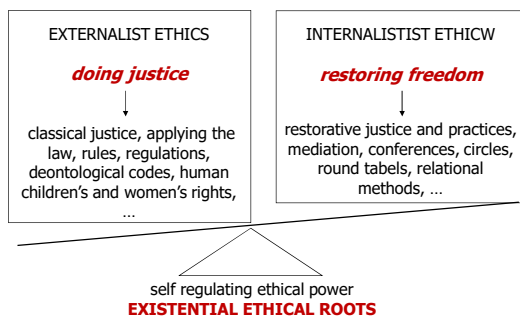 EXTERNALIST ETHICS
doing justice
classical justice, applying the
law, rules, regulations,
deontological codes, human
children's and women's rights,
…
INTERNALISTIST ETHICW
restoring freedom
restorative justice and practices,
mediation, conferences, circles,
round tabels, relational
methods, …
self regulating ethical power
EXISTENTIAL ETHICAL ROOTS